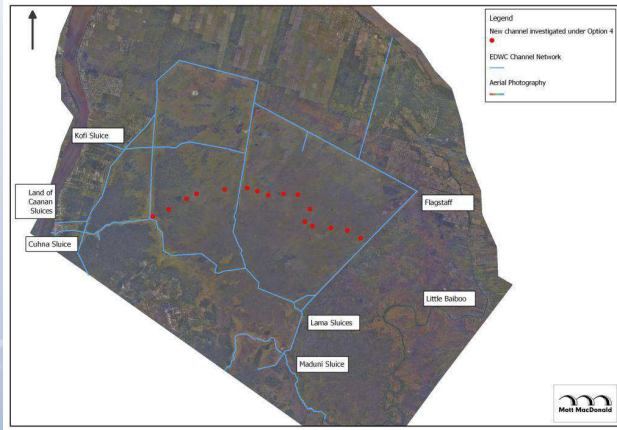 Legend
New channel investigated under Option 4
EDWC Channel Network
Aerial Photography
Kofi Sluice
Land of
Caanan
Sluices
Cuhna Sluice
Flagstaff
Little Baiboo
Lama Sluices
Maduni Sluice
Mott MacDonald